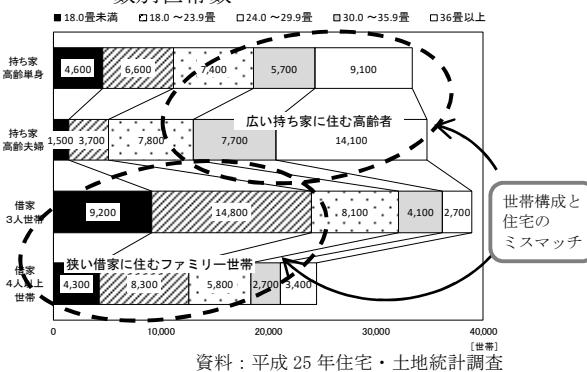 18.0畳未満 18.0 ～23.9畳 24.0 ～29.9畳 30.0 ～35.9畳 36畳以上
持ち家
高齢単身
4,600 6,600 7,400 5,700 9,100
広い持ち家に住む高齢者
持ち家
高齢夫婦
1,500 3,700 7,800 7,700 14,100
借家
3人世帯
9,200 14,800 8,100 4,100 2,700
世帯構成と
住宅の
ミスマッチ
狭い借家に住むファミリー世帯
借家
4人以上
世帯
4,300 8,300 5,800 2,700 3,400
0 10,000 20,000 30,000 40,000
［世帯］
資料：平成 25 年住宅・土地統計調査